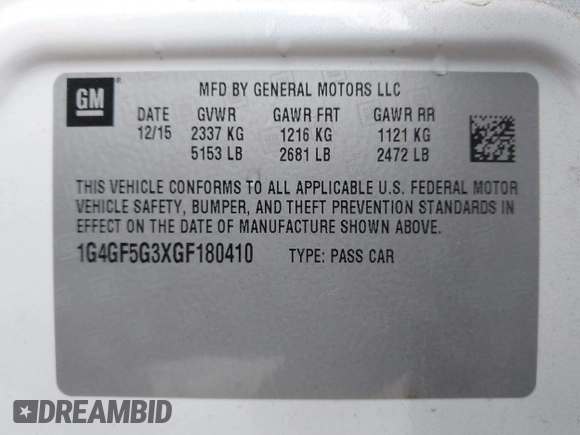 GM
MFD BY GENERAL MOTORS LLC
DATE GVWR GAWR FRT GAWR RR
12/15 2337 KG 1216 KG 1121 KG
5153 LB 2681 LB 2472 LB
THIS VEHICLE CONFORMS TO ALL APPLICABLE U.S. FEDERAL MOTOR
VEHICLE SAFETY, BUMPER, AND THEFT PREVENTION STANDARDS IN
EFFECT ON THE DATE OF MANUFACTURE SHOWN ABOVE.
1G4GF5G3XGF180410 TYPE: PASS CAR
DREAMBID